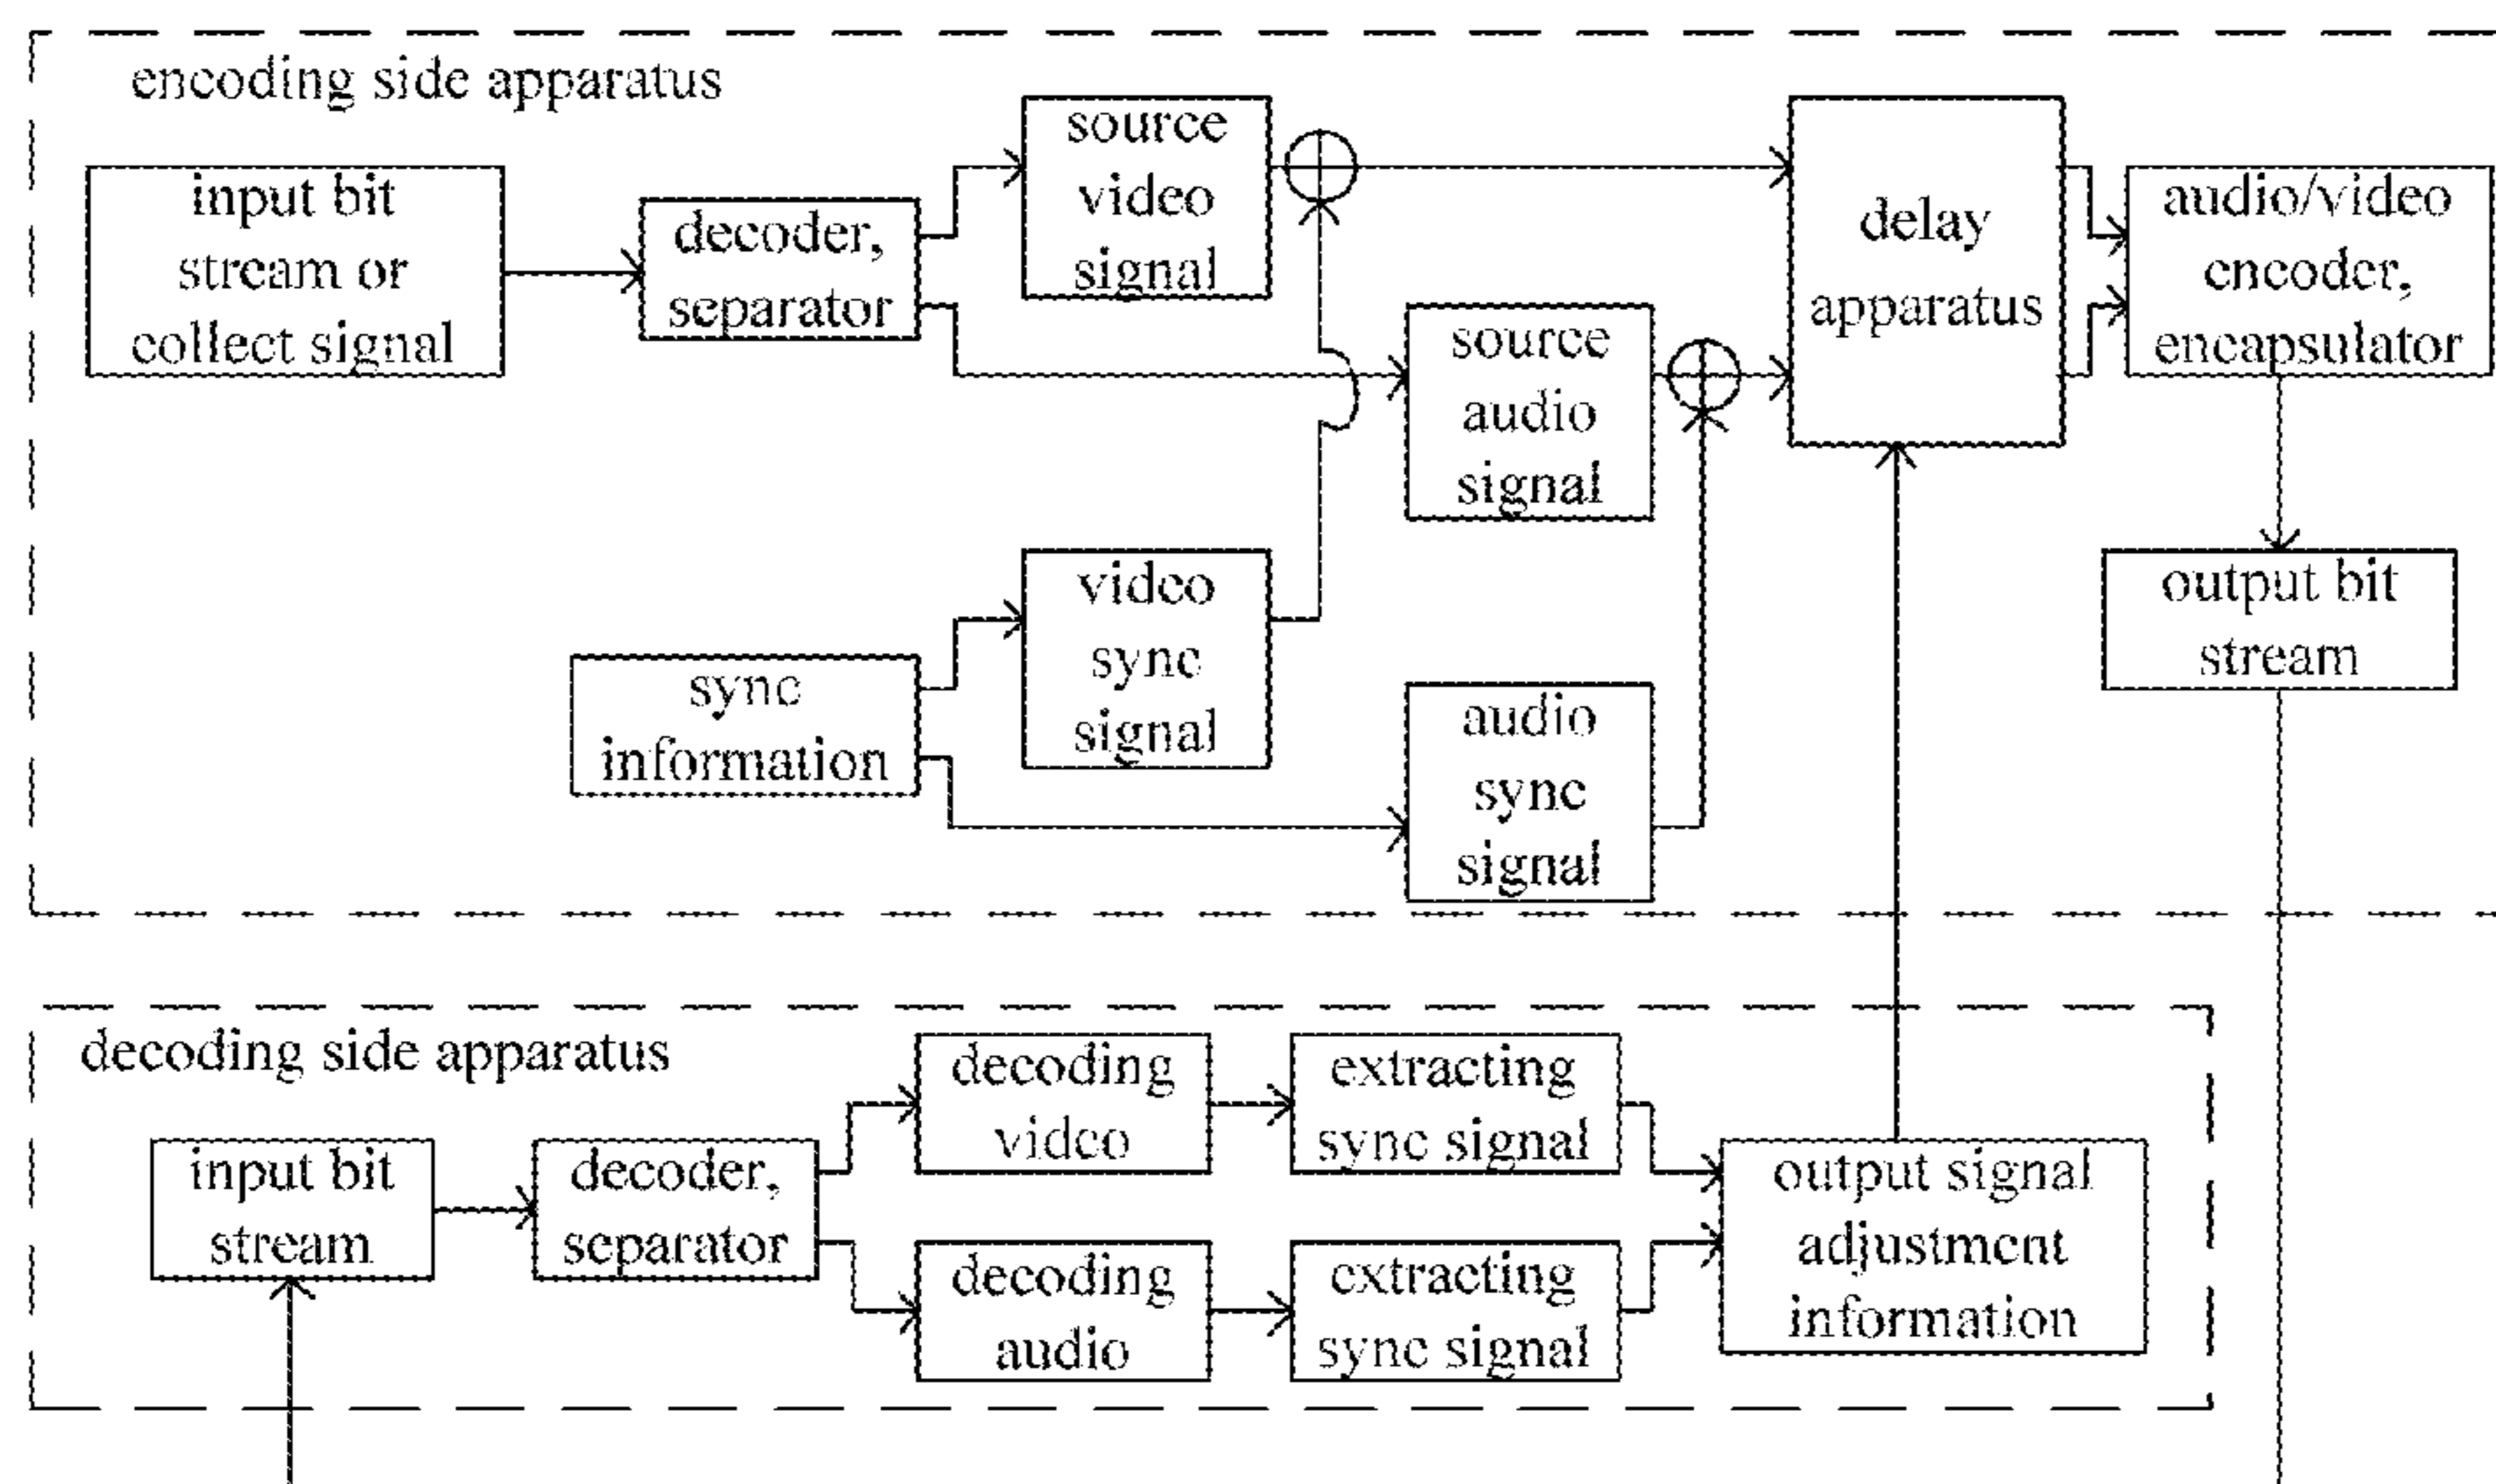 encoding side apparatus
input bit
stream or
collect signal
decoder,
separator
source
video
signal
source
audio
signal
delay
apparatus
audio/video
encoder,
encapsulator
output bit
stream
sync
information
video
sync
signal
audio
sync
signal
decoding side apparatus
input bit
stream
decoder,
separator
decoding
video
extracting
sync signal
decoding
audio
extracting
sync signal
output signal
adjustment
information